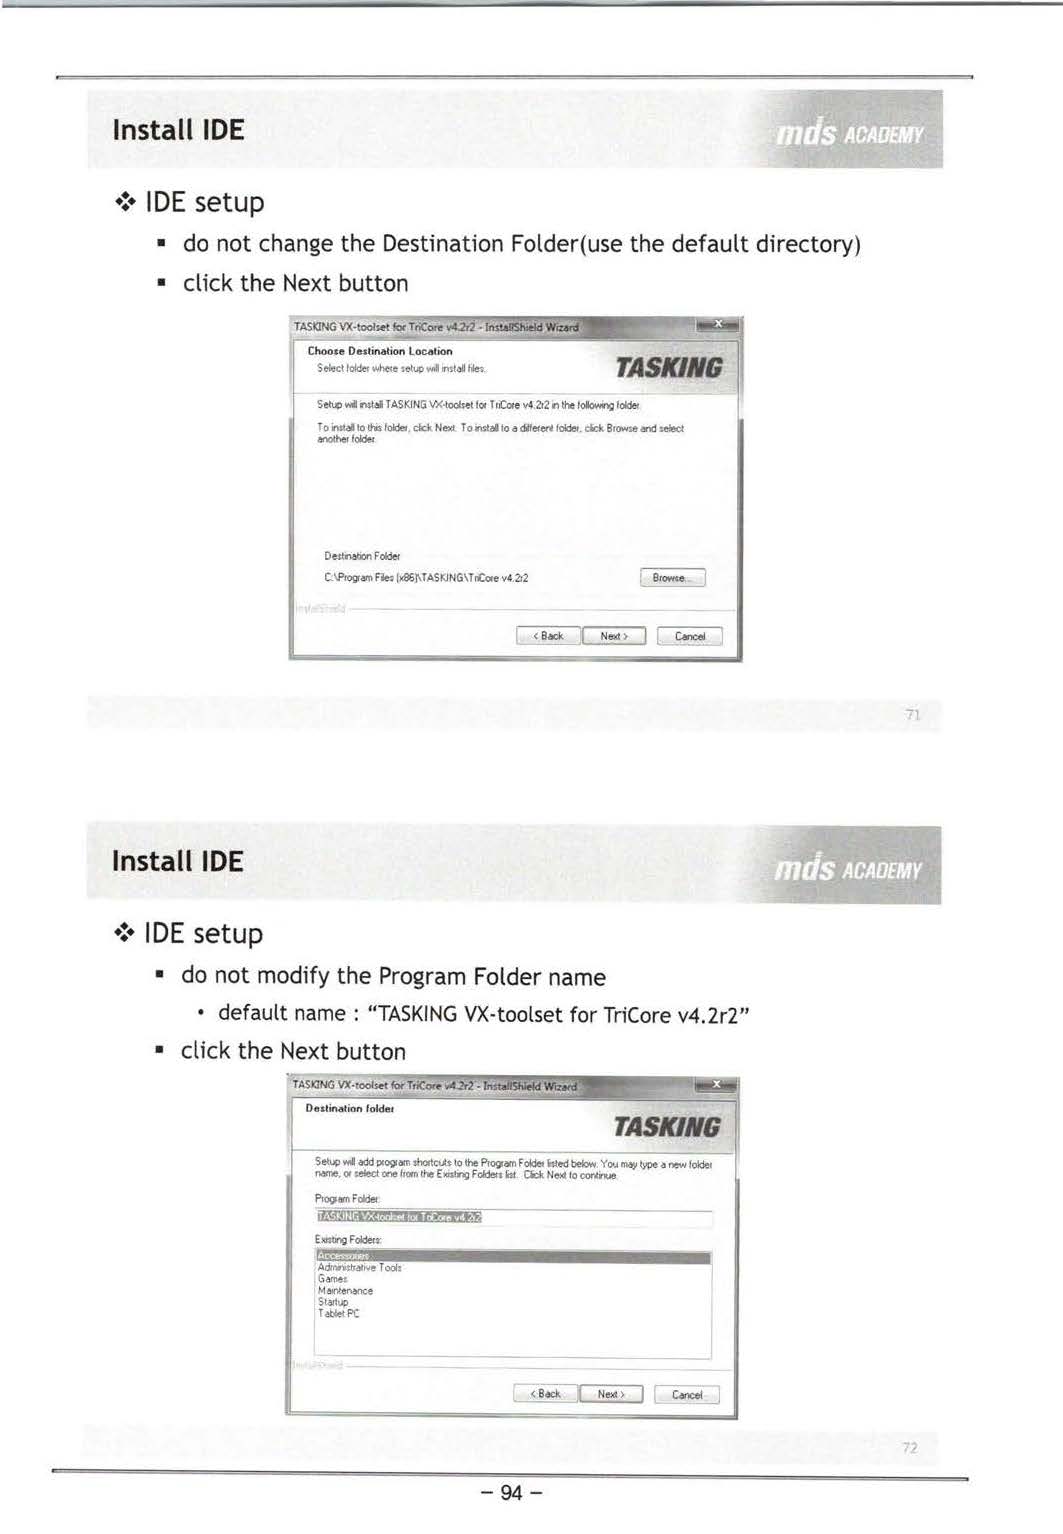 Install IDE
mds ACADEMY
IDE setup
do not change the Destination Folder(use the default directory)
click the Next button
TASKING VX-toolset for TriCore v4.2r2 - InstallShield Wizard
Choose Destination Location
Select folder where setup will install files.
TASKING
Setup will install TASKING VX-toolset for TriCore v4.2r2 in the following folder.
To install to this folder, click Next. To install to a different folder, click Browse and select
another folder.
Destination Folder
C:\Program Files (x86)\TASKING\TriCore v4.2r2
Browse...
InstallShield
< Back
Next >
Cancel
71
Install IDE
mds ACADEMY
IDE setup
do not modify the Program Folder name
• default name : “TASKING VX-toolset for TriCore v4.2r2”
click the Next button
TASKING VX-toolset for TriCore v4.2r2 - InstallShield Wizard
Destination folder
TASKING
Setup will add program shortcuts to the Program Folder listed below. You may type a new folder
name, or select one from the Existing Folders list. Click Next to continue.
Program Folder:
TASKING VX-toolset for TriCore v4.2r2
Existing Folders:
Accessories
Administrative Tools
Games
Maintenance
Startup
Tablet PC
InstallShield
< Back
Next >
Cancel
72
- 94 -